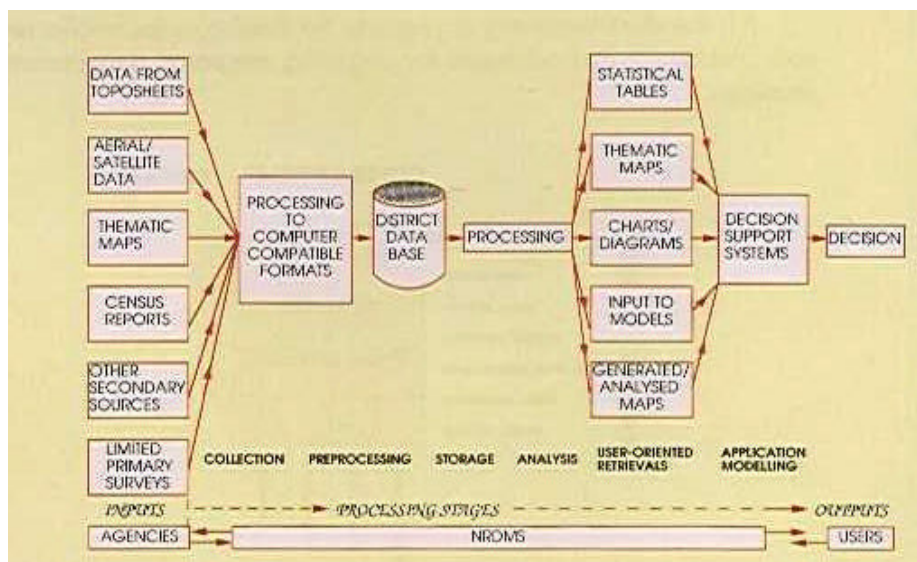 DATA FROM
TOPOSHEETS
AERIAL/
SATELLITE
DATA
THEMATIC
MAPS
CENSUS
REPORTS
OTHER
SECONDARY
SOURCES
LIMITED
PRIMARY
SURVEYS
PROCESSING
TO
COMPUTER
COMPATIBLE
FORMATS
DISTRICT
DATA
BASE
PROCESSING
STATISTICAL
TABLES
THEMATIC
MAPS
CHARTS/
DIAGRAMS
INPUT TO
MODELS
GENERATED/
ANALYSED
MAPS
DECISION
SUPPORT
SYSTEMS
DECISION
COLLECTION PREPROCESSING STORAGE ANALYSIS USER-ORIENTED
RETRIEVALS
APPLICATION
MODELLING
INPUTS PROCESSING STAGES OUTPUTS
AGENCIES NRDMS USERS